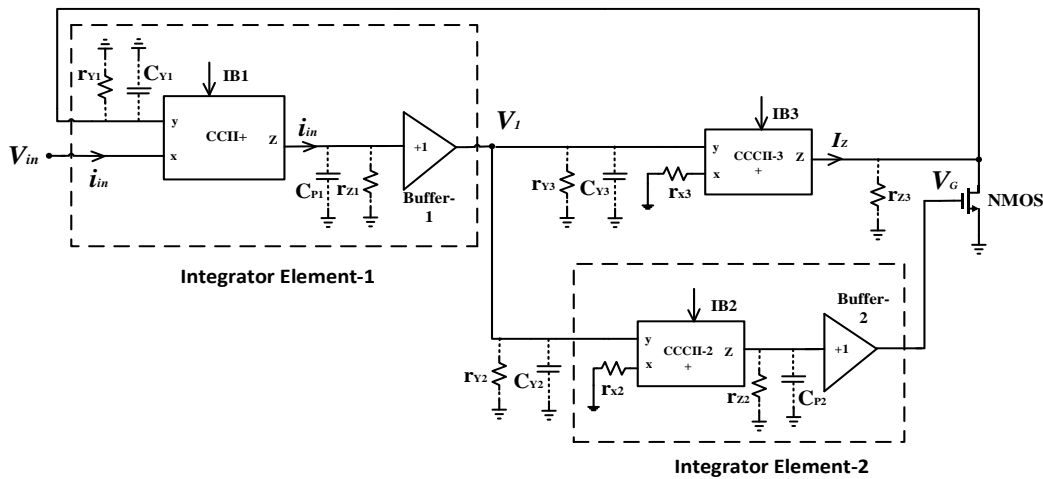 rY1
CY1
IB1
y
CCII+
Z
x
Vin
iin
iin
CP1
rZ1
+1
Buffer-
1
V1
Integrator Element-1
rY3
CY3
IB3
y
CCCII-3
Z
x
+
rx3
IZ
rZ3
VG
NMOS
IB2
y
CCCII-2
Z
x
+
rx2
rY2
CY2
rZ2
CP2
+1
Buffer-
2
Integrator Element-2